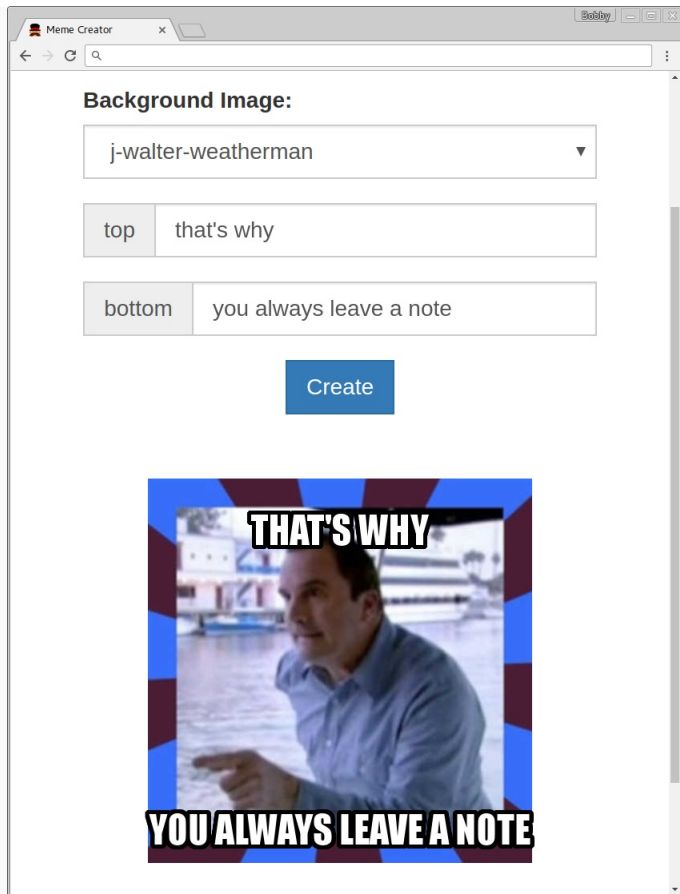 Bobby
Meme Creator
Background Image:
j-walter-weatherman
top that's why
bottom you always leave a note
Create
THAT'S WHY
YOU ALWAYS LEAVE A NOTE